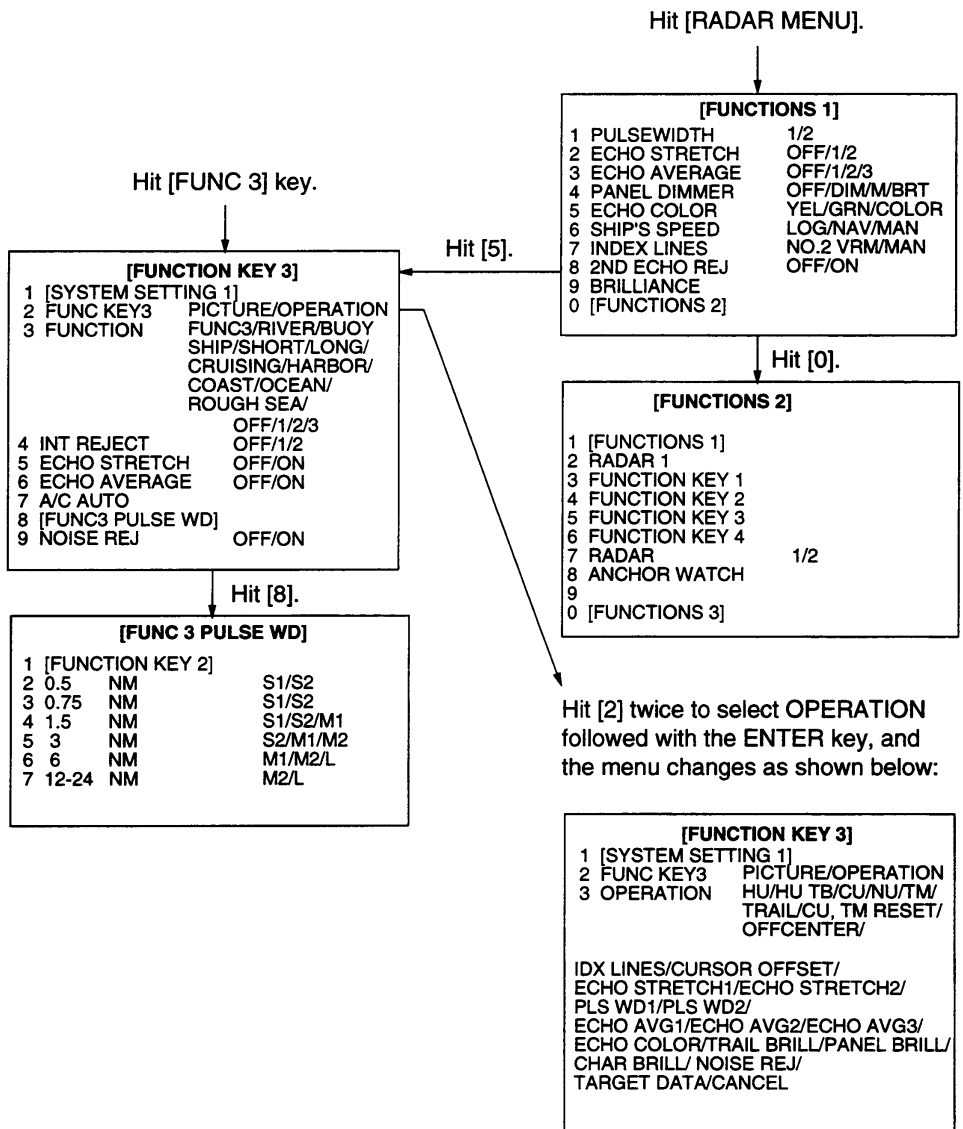 Hit [RADAR MENU].
[FUNCTIONS 1]
1 PULSEWIDTH 1/2
2 ECHO STRETCH OFF/1/2
3 ECHO AVERAGE OFF/1/2/3
4 PANEL DIMMER OFF/DIM/M/BRT
5 ECHO COLOR YEL/GRN/COLOR
6 SHIP'S SPEED LOG/NAV/MAN
7 INDEX LINES NO.2 VRM/MAN
8 2ND ECHO REJ OFF/ON
9 BRILLIANCE
0 [FUNCTIONS 2]
Hit [FUNC 3] key.
Hit [5].
[FUNCTION KEY 3]
1 [SYSTEM SETTING 1]
2 FUNC KEY3 PICTURE/OPERATION
3 FUNCTION FUNC3/RIVER/BUOY
SHIP/SHORT/LONG/
CRUISING/HARBOR/
COAST/OCEAN/
ROUGH SEA/
OFF/1/2/3
4 INT REJECT OFF/1/2
5 ECHO STRETCH OFF/ON
6 ECHO AVERAGE OFF/ON
7 A/C AUTO
8 [FUNC3 PULSE WD]
9 NOISE REJ OFF/ON
Hit [0].
[FUNCTIONS 2]
1 [FUNCTIONS 1]
2 RADAR 1
3 FUNCTION KEY 1
4 FUNCTION KEY 2
5 FUNCTION KEY 3
6 FUNCTION KEY 4
7 RADAR 1/2
8 ANCHOR WATCH
9
0 [FUNCTIONS 3]
Hit [8].
[FUNC 3 PULSE WD]
1 [FUNCTION KEY 2]
2 0.5 NM S1/S2
3 0.75 NM S1/S2
4 1.5 NM S1/S2/M1
5 3 NM S2/M1/M2
6 6 NM M1/M2/L
7 12-24 NM M2/L
Hit [2] twice to select OPERATION
followed with the ENTER key, and
the menu changes as shown below:
[FUNCTION KEY 3]
1 [SYSTEM SETTING 1]
2 FUNC KEY3 PICTURE/OPERATION
3 OPERATION HU/HU TB/CU/NU/TM/
TRAIL/CU, TM RESET/
OFFCENTER/
IDX LINES/CURSOR OFFSET/
ECHO STRETCH1/ECHO STRETCH2/
PLS WD1/PLS WD2/
ECHO AVG1/ECHO AVG2/ECHO AVG3/
ECHO COLOR/TRAIL BRILL/PANEL BRILL/
CHAR BRILL/ NOISE REJ/
TARGET DATA/CANCEL